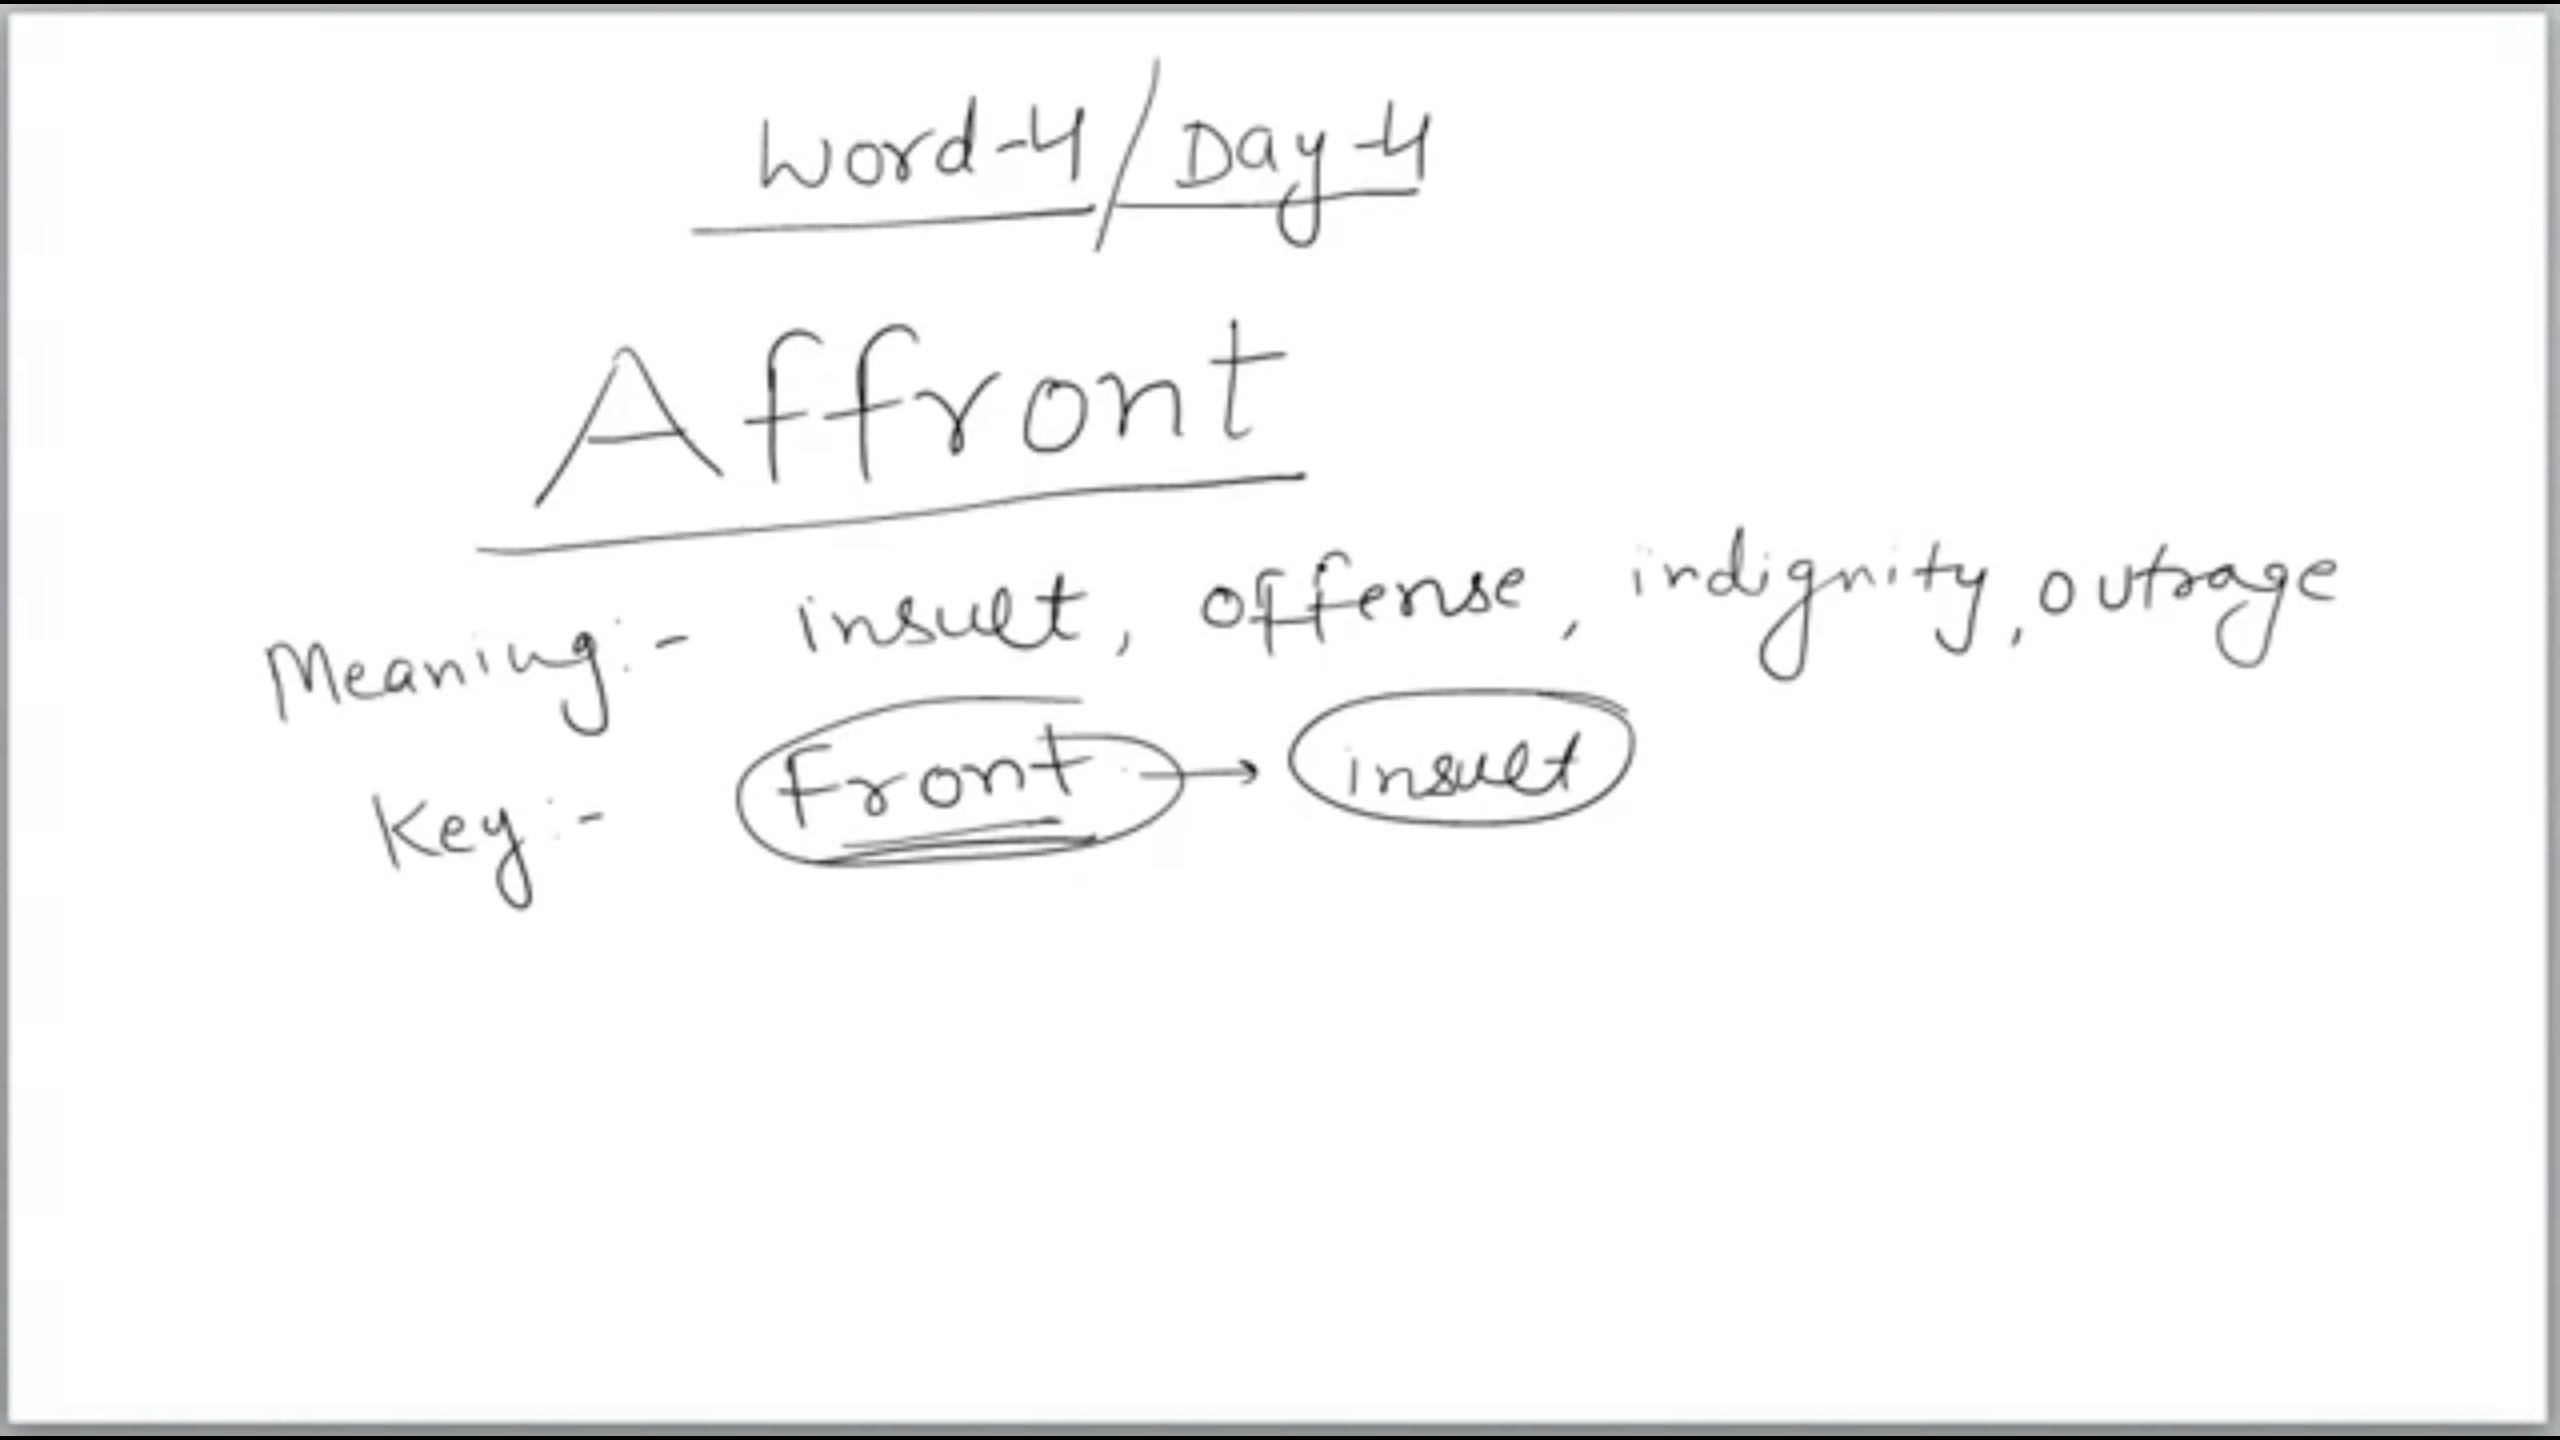 Word-4/Day-4
Affront
Meaning:- insult, offense, indignity, outrage
Key:- Front → insult